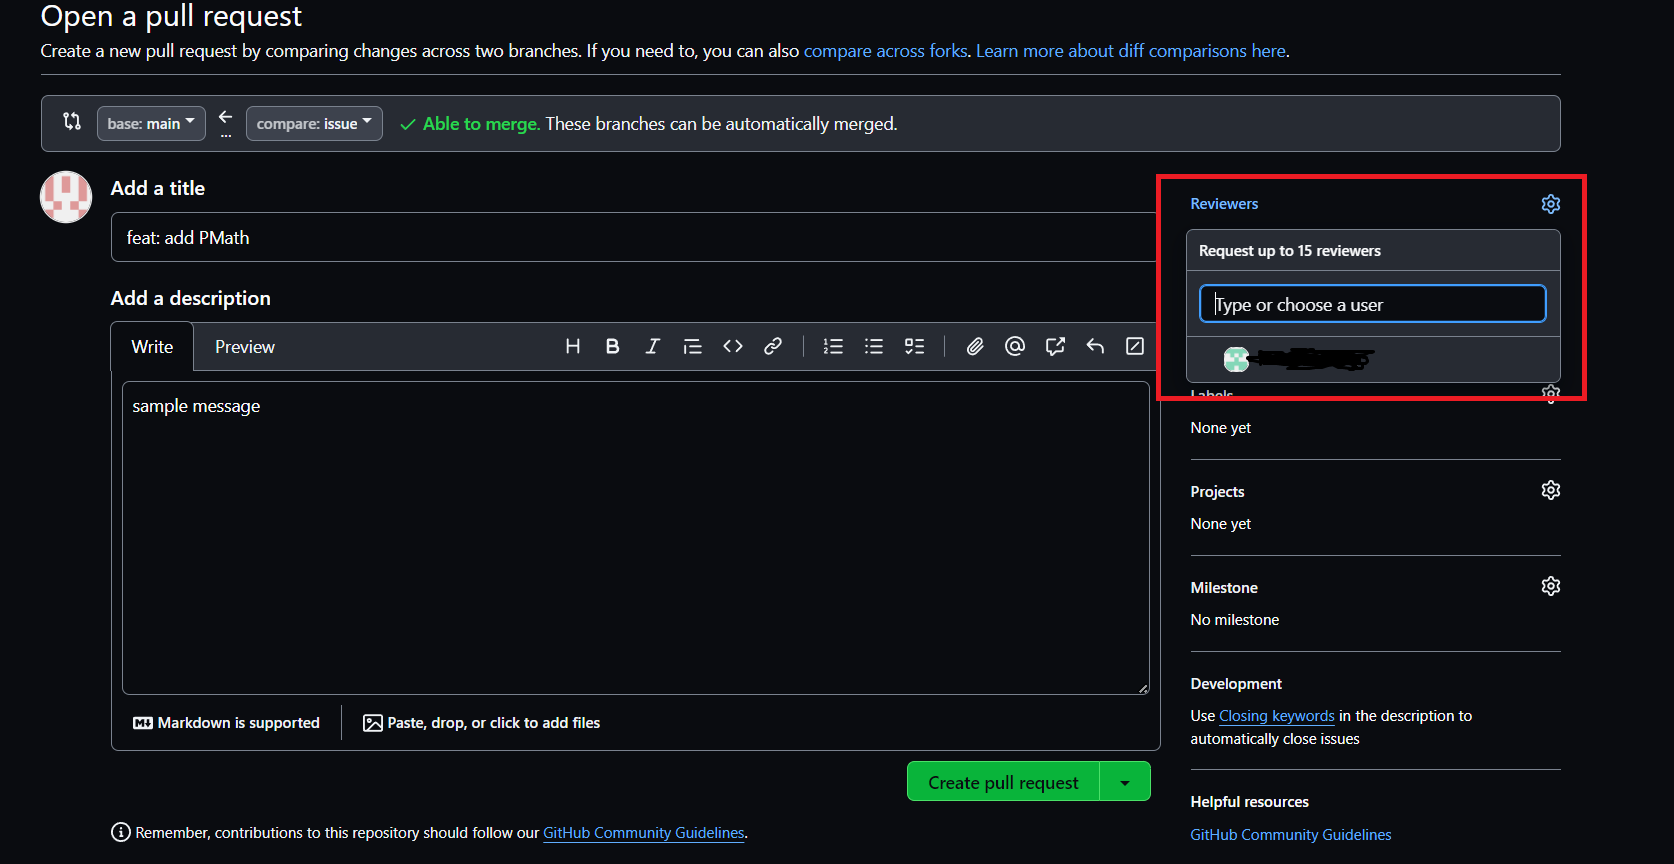 Open a pull request
Create a new pull request by comparing changes across two branches. If you need to, you can also compare across forks. Learn more about diff comparisons here.
base: main
...
compare: issue
Able to merge. These branches can be automatically merged.
Add a title
feat: add PMath
Add a description
Write
Preview
sample message
Markdown is supported
Paste, drop, or click to add files
Create pull request
Remember, contributions to this repository should follow our GitHub Community Guidelines.
Reviewers
Request up to 15 reviewers
Type or choose a user
Labels
None yet
Projects
None yet
Milestone
No milestone
Development
Use Closing keywords in the description to
automatically close issues
Helpful resources
GitHub Community Guidelines